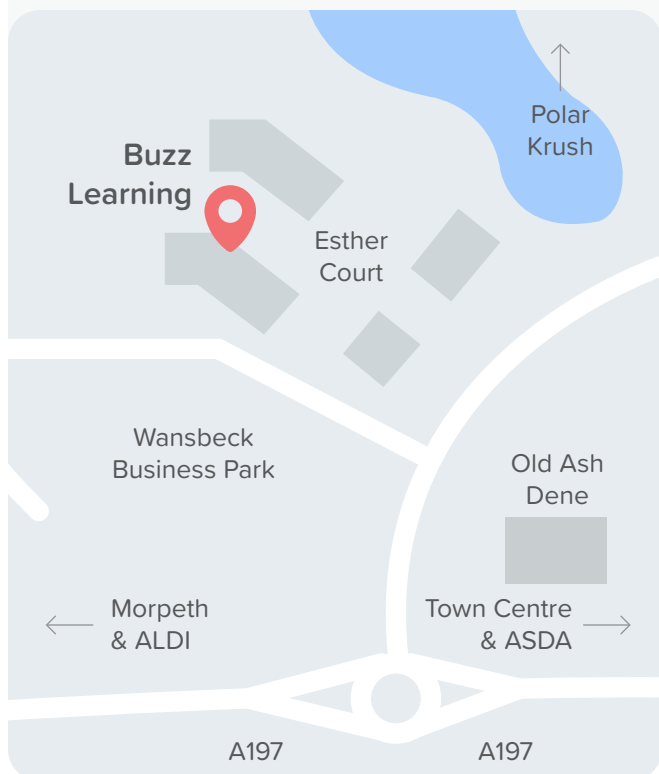 Polar
Krush
Buzz
Learning
Esther
Court
Wansbeck
Business Park
Old Ash
Dene
Morpeth
& ALDI
Town Centre
& ASDA
A197
A197